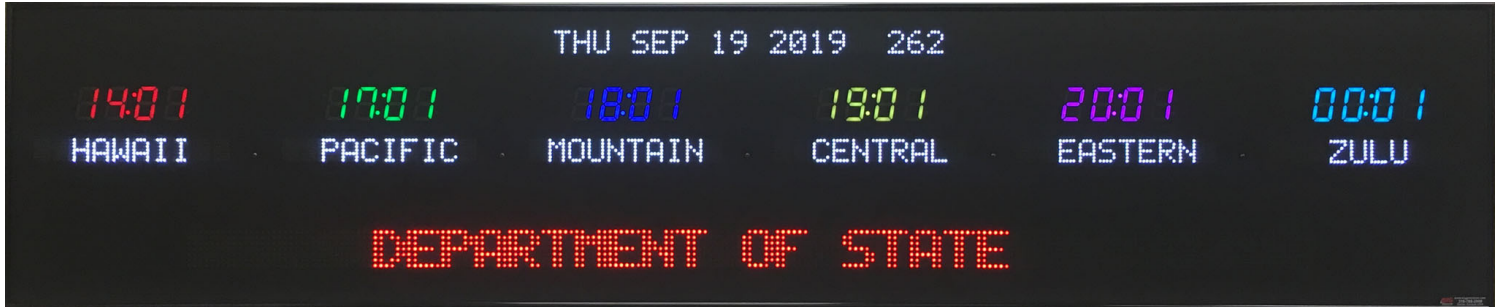 THU SEP 19 2019 262
14:01 17:01 18:01 19:01 20:01 00:01
HAWAII PACIFIC MOUNTAIN CENTRAL EASTERN ZULU
DEPARTMENT OF STATE